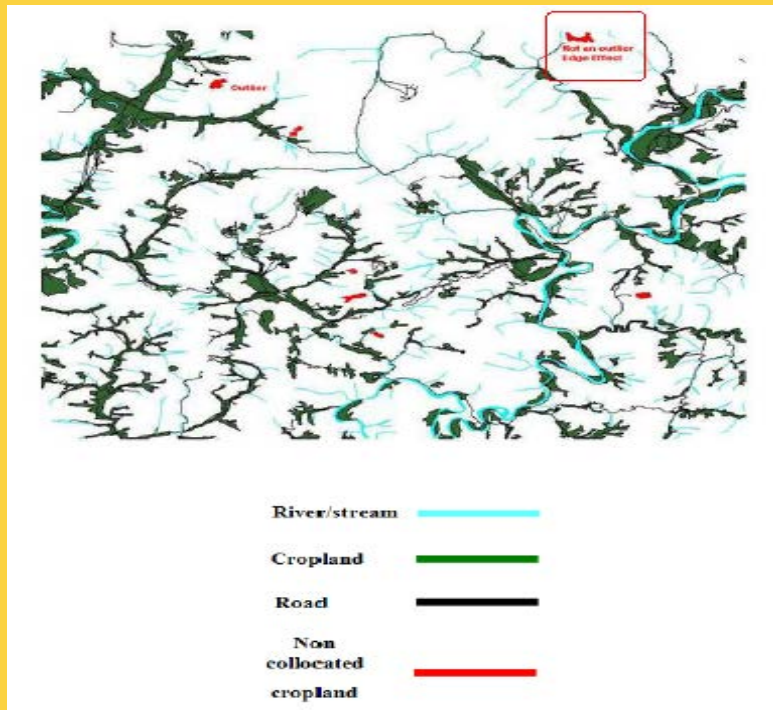 Not an outlier
Edge Effect
Outlier
River/stream
Cropland
Road
Non
collocated
cropland